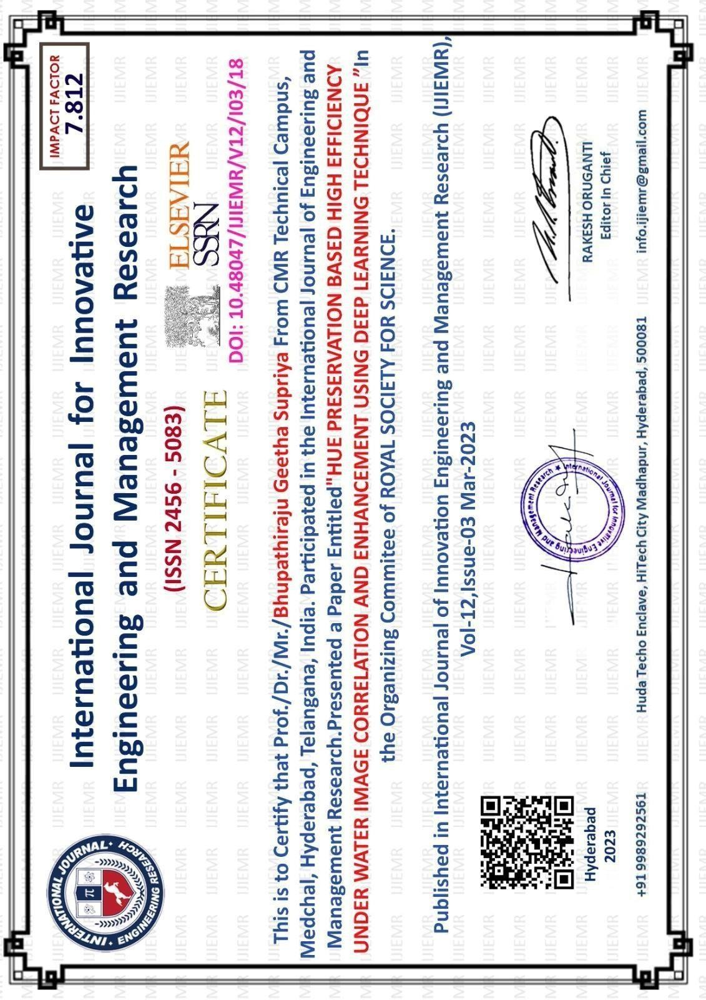 IMPACT FACTOR
7.812
International Journal for Innovative
Engineering and Management Research
(ISSN 2456 - 5083)
ELSEVIER
SSRN
CERTIFICATE
DOI: 10.48047/IJIEMR/V12/I03/18
This is to Certify that Prof./Dr./Mr./Bhupathiraju Geetha Supriya From CMR Technical Campus,
Medchal, Hyderabad, Telangana, India. Participated in the International Journal of Engineering and
Management Research.Presented a Paper Entitled"HUE PRESERVATION BASED HIGH EFFICIENCY
UNDER WATER IMAGE CORRELATION AND ENHANCEMENT USING DEEP LEARNING TECHNIQUE ”In
the Organizing Committee of ROYAL SOCIETY FOR SCIENCE.
Published in International Journal of Innovation Engineering and Management Research (IJIEMR),
Vol-12,Issue-03 Mar-2023
INTERNATIONAL JOURNAL
ENGINEERING RESEARCH
π
International Journal for Innovative Engineering and Management Research
Hyderabad
2023
RAKESH ORUGANTI
Editor In Chief
+91 9989292561
Huda Techo Enclave, HiTech City Madhapur, Hyderabad, 500081
info.ijiemr@gmail.com
IJIEMR